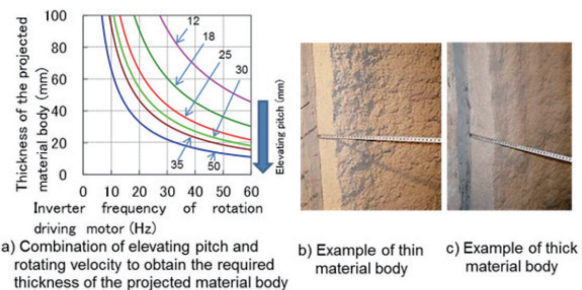 100
80
60
40
20
0
Thickness of the projected
material body (mm)
12
18
25
30
35
50
Elevating pitch (mm)
0 10 20 30 40 50 60
Inverter frequency of rotation
driving motor (Hz)
a) Combination of elevating pitch and
rotating velocity to obtain the required
thickness of the projected material body
b) Example of thin
material body
c) Example of thick
material body